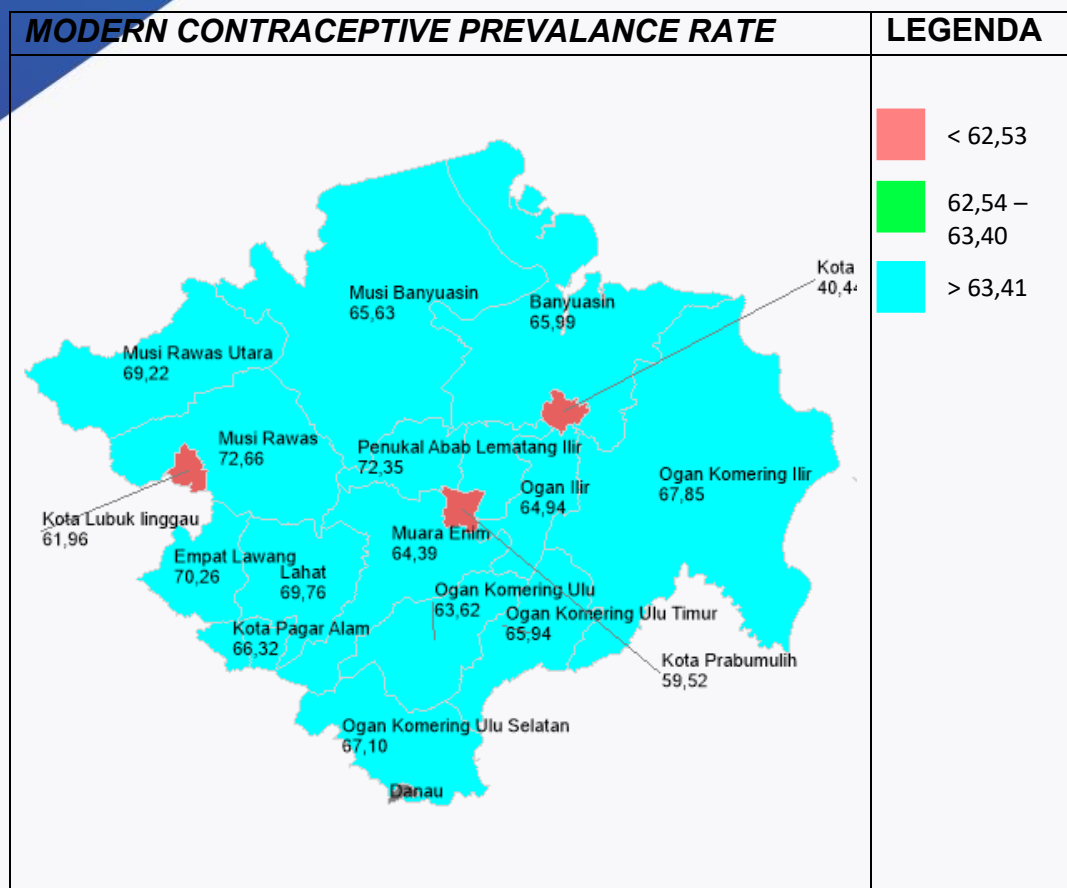 MODERN CONTRACEPTIVE PREVALANCE RATE
LEGENDA
< 62,53
62,54 –
63,40
> 63,41
Kota
40,44
Musi Banyuasin
65,63
Banyuasin
65,99
Musi Rawas Utara
69,22
Musi Rawas
72,66
Penukal Abab Lematang Ilir
72,35
Ogan Ilir
64,94
Ogan Komering Ilir
67,85
Kota Lubuk linggau
61,96
Muara Enim
64,39
Empat Lawang
70,26
Lahat
69,76
Ogan Komering Ulu
63,62
Ogan Komering Ulu Timur
65,94
Kota Pagar Alam
66,32
Kota Prabumulih
59,52
Ogan Komering Ulu Selatan
67,10
Danau